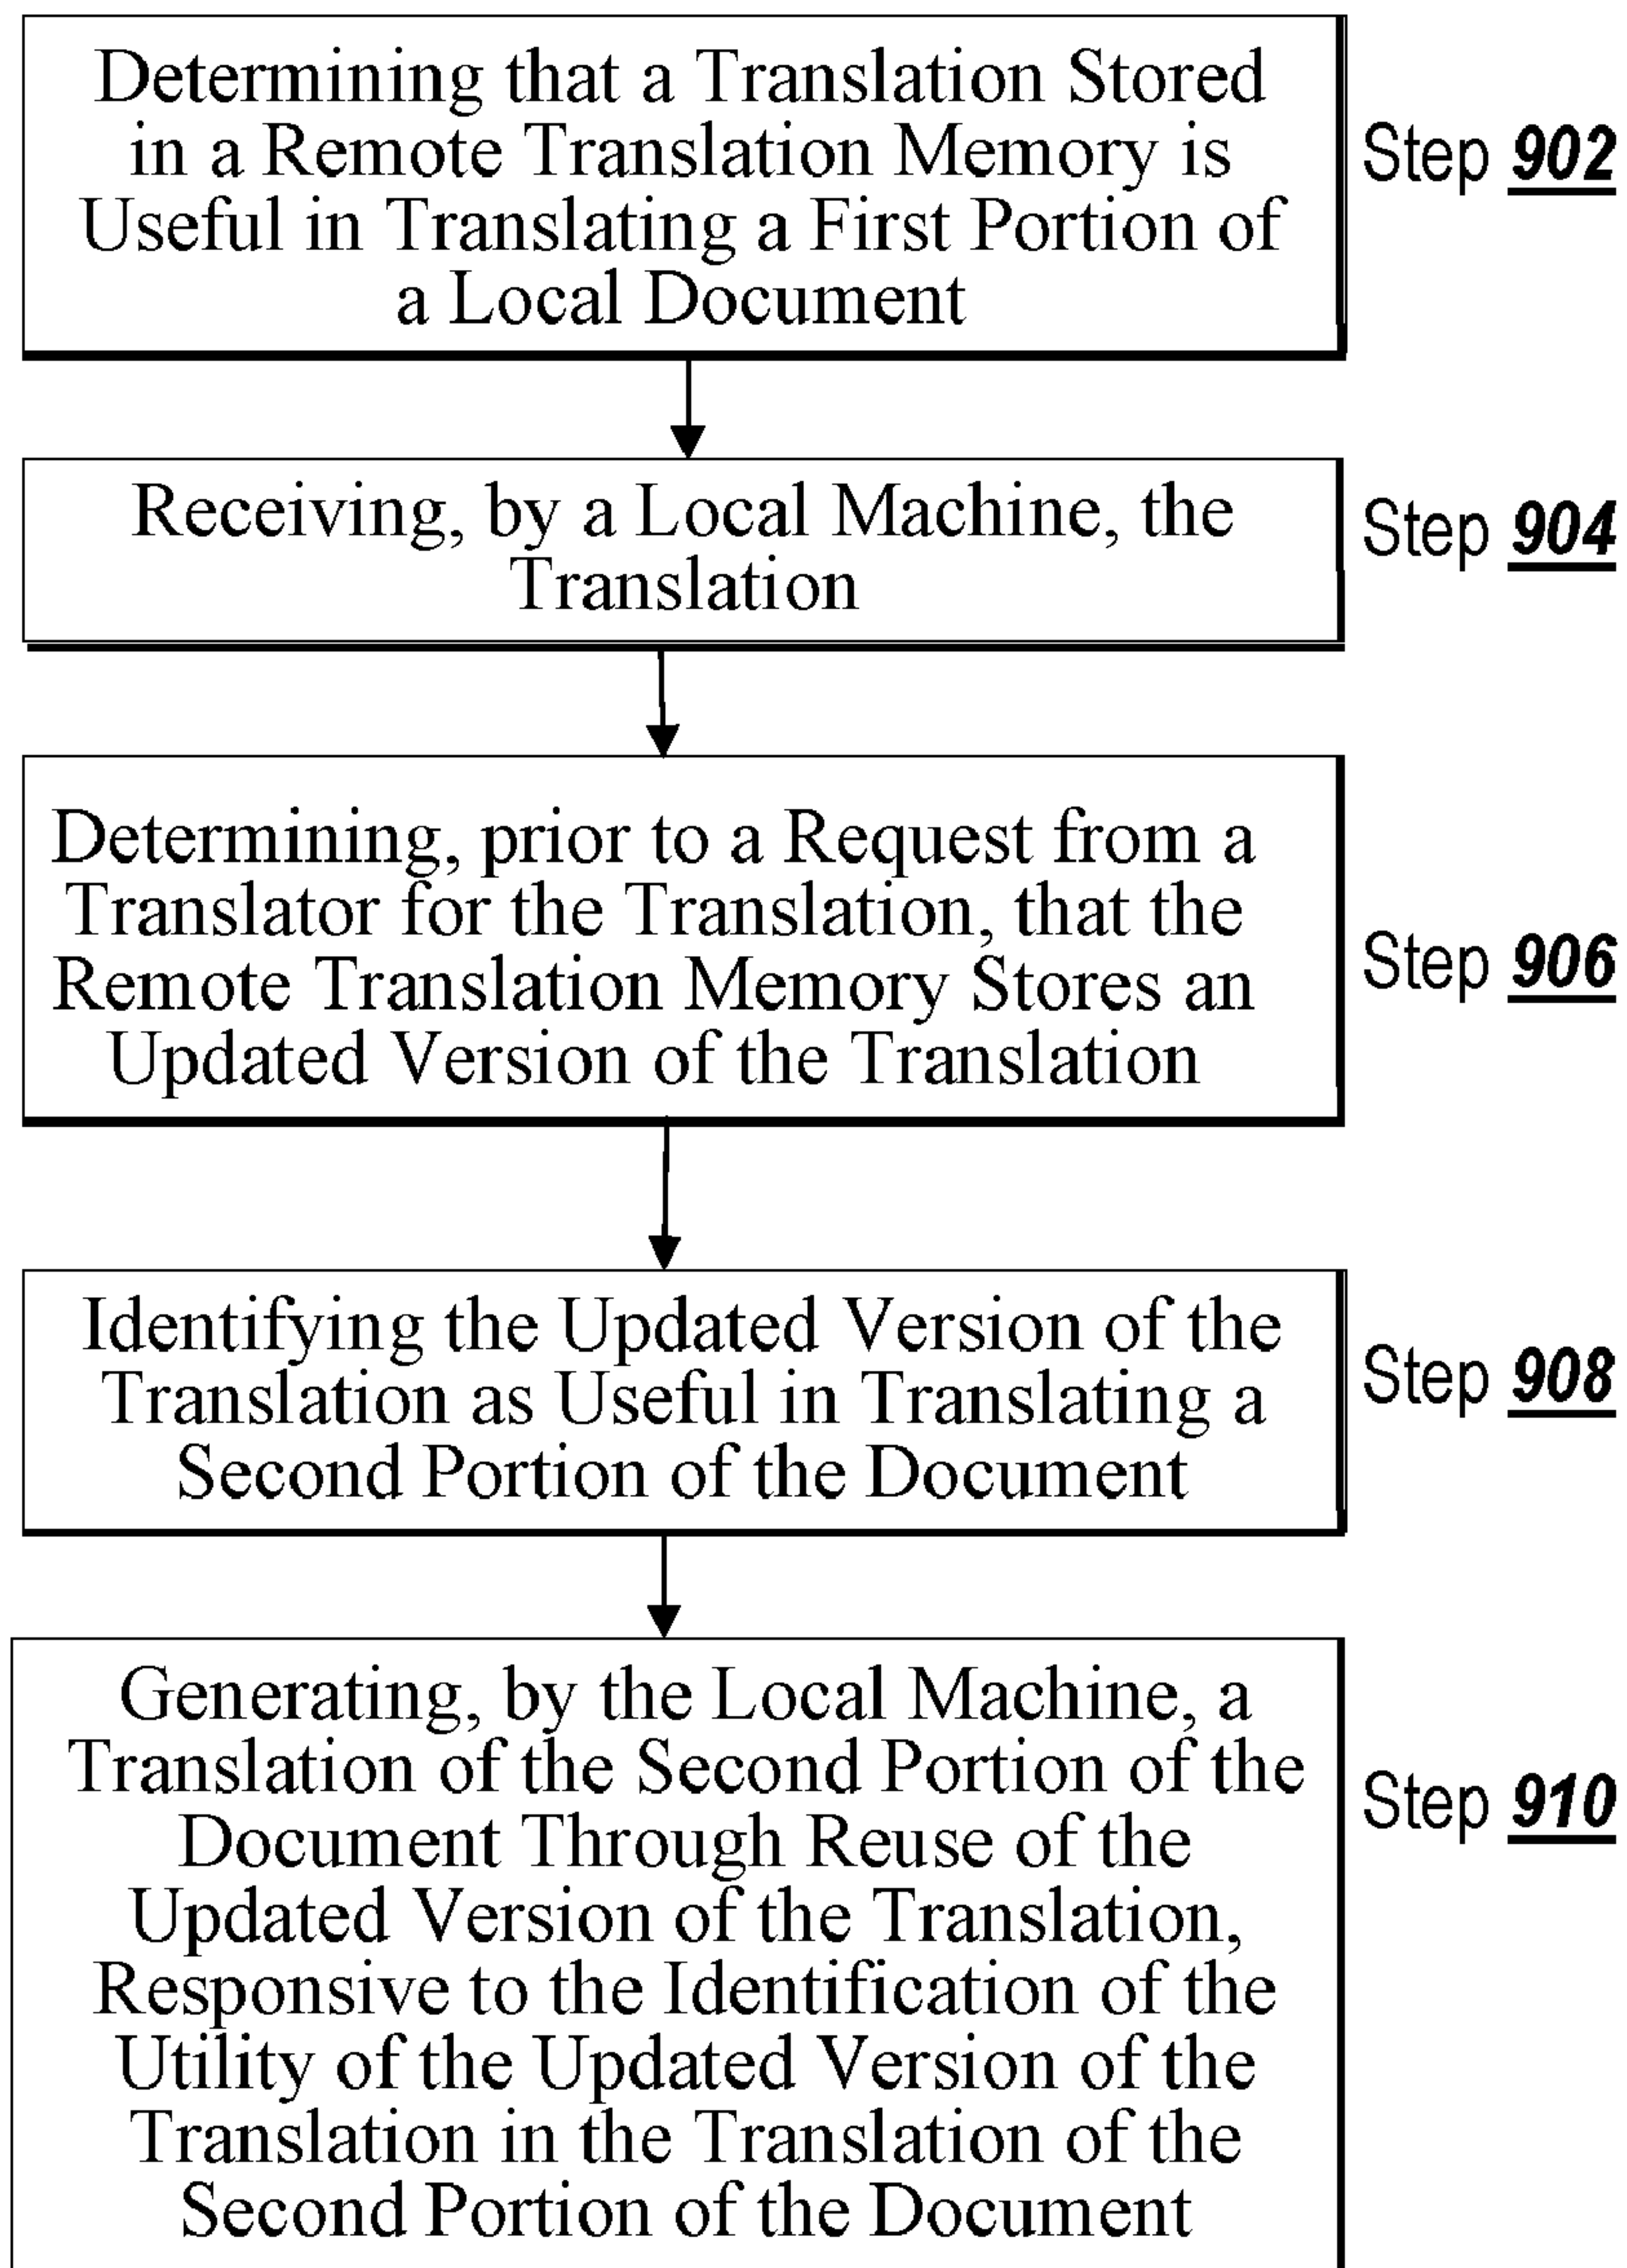 Determining that a Translation Stored
in a Remote Translation Memory is
Useful in Translating a First Portion of
a Local Document
Step 902
Receiving, by a Local Machine, the
Translation
Step 904
Determining, prior to a Request from a
Translator for the Translation, that the
Remote Translation Memory Stores an
Updated Version of the Translation
Step 906
Identifying the Updated Version of the
Translation as Useful in Translating a
Second Portion of the Document
Step 908
Generating, by the Local Machine, a
Translation of the Second Portion of the
Document Through Reuse of the
Updated Version of the Translation,
Responsive to the Identification of the
Utility of the Updated Version of the
Translation in the Translation of the
Second Portion of the Document
Step 910